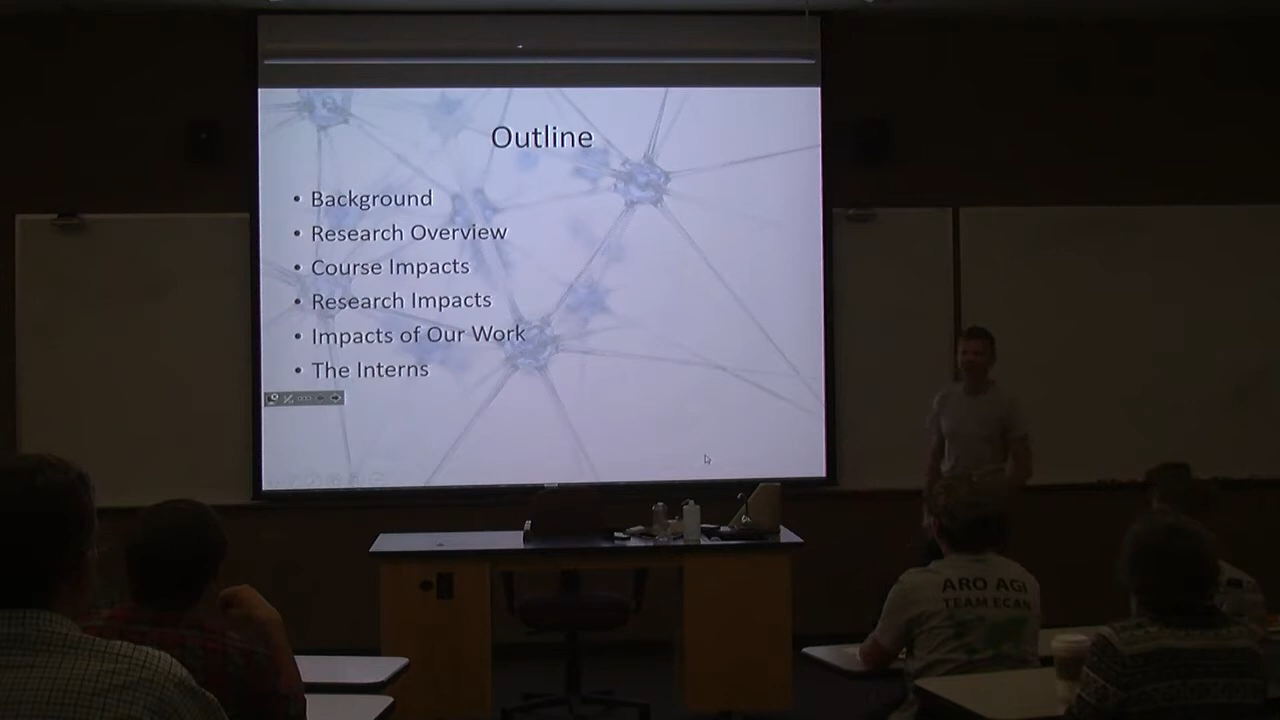 Outline
• Background
• Research Overview
• Course Impacts
• Research Impacts
• Impacts of Our Work
• The Interns
ARO AGI
TEAM ECAN